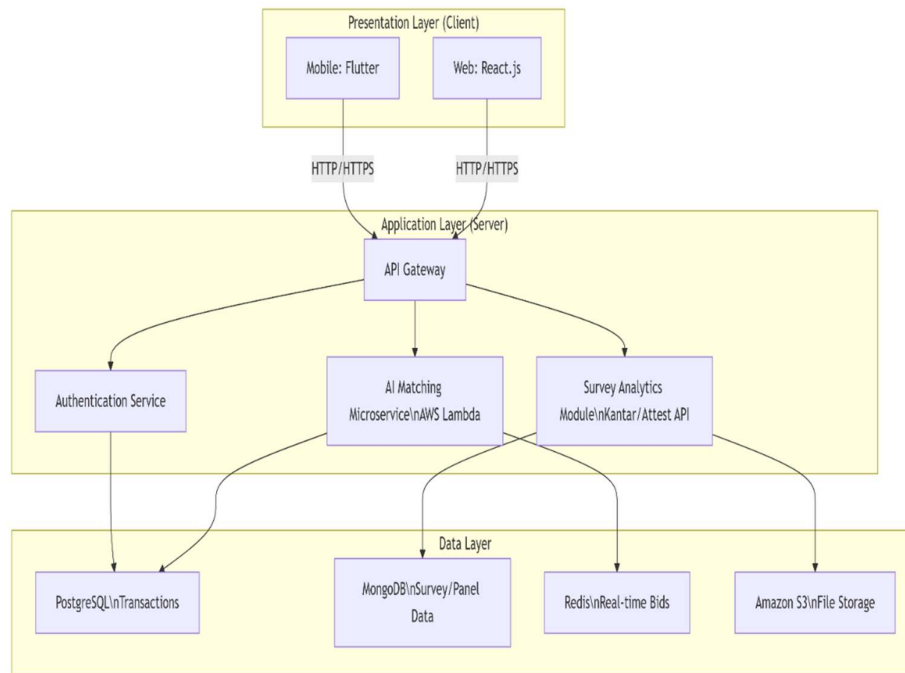 Presentation Layer (Client)
Mobile: Flutter
Web: React.js
HTTP/HTTPS
HTTP/HTTPS
Application Layer (Server)
API Gateway
Authentication Service
AI Matching
Microservice\nAWS Lambda
Survey Analytics
Module\nKantar/Attest API
Data Layer
PostgreSQL\nTransactions
MongoDB\nSurvey/Panel
Data
Redis\nReal-time Bids
Amazon S3\nFile Storage